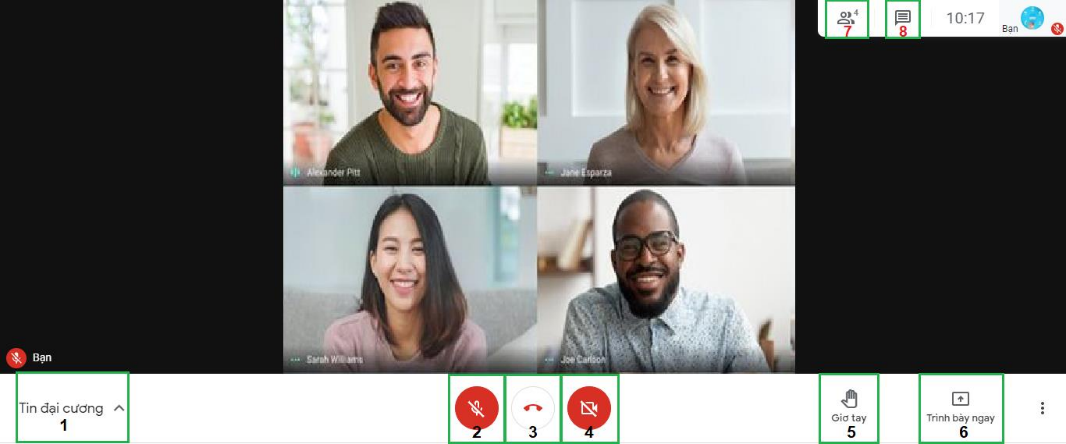 4
7
8
10:17
Bạn
Alexander Pitt
Jane Esparza
Sarah Williams
Joe Carlson
Bạn
Tin đại cương
1
2
3
4
Giơ tay
5
Trình bày ngay
6